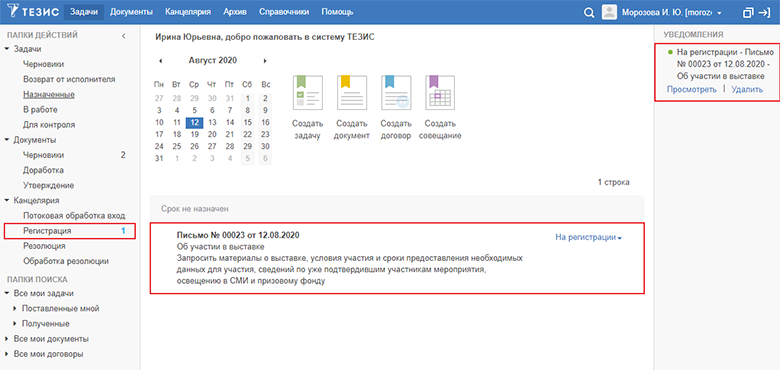 ТЕЗИС Задачи Документы Канцелярия Архив Справочники Помощь Морозова И. Ю. [moroz
ПАПКИ ДЕЙСТВИЙ
Задачи
Черновики
Возврат от исполнителя
Назначенные
В работе
Для контроля
Документы
Черновики 2
Доработка
Утверждение
Канцелярия
Потоковая обработка вход
Регистрация 1
Резолюция
Обработка резолюции
ПАПКИ ПОИСКА
Все мои задачи
Поставленные мной
Полученные
Все мои документы
Все мои договоры
Ирина Юрьевна, добро пожаловать в систему ТЕЗИС
Август 2020
Пн Вт Ср Чт Пт Сб Вс
27 28 29 30 31 1 2
3 4 5 6 7 8 9
10 11 12 13 14 15 16
17 18 19 20 21 22 23
24 25 26 27 28 29 30
31 1 2 3 4 5 6
Создать
задачу
Создать
документ
Создать
договор
Создать
совещание
1 строка
Срок не назначен
Письмо № 00023 от 12.08.2020
На регистрации
Об участии в выставке
Запросить материалы о выставке, условия участия и сроки предоставления необходимых
данных для участия, сведений по уже подтвердившим участникам мероприятия,
освещению в СМИ и призовому фонду
УВЕДОМЛЕНИЯ
На регистрации - Письмо
№ 00023 от 12.08.2020 -
Об участии в выставке
Просмотреть | Удалить